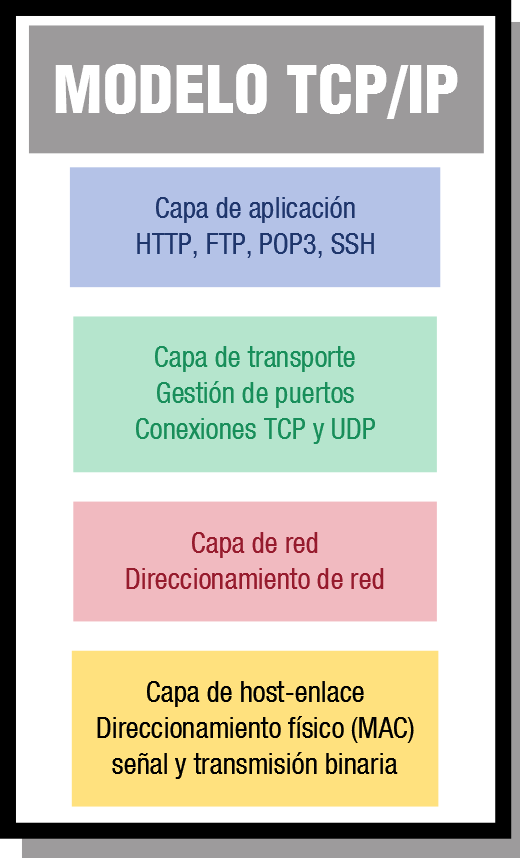 MODELO TCP/IP
Capa de aplicación
HTTP, FTP, POP3, SSH
Capa de transporte
Gestión de puertos
Conexiones TCP y UDP
Capa de red
Direccionamiento de red
Capa de host-enlace
Direccionamiento físico (MAC)
señal y transmisión binaria